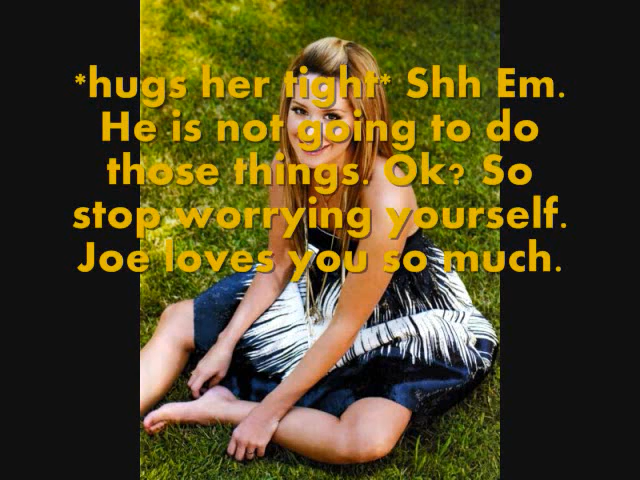 *hugs her tight* Shh Em.
He is not going to do
those things. Ok? So
stop worrying yourself.
Joe loves you so much.